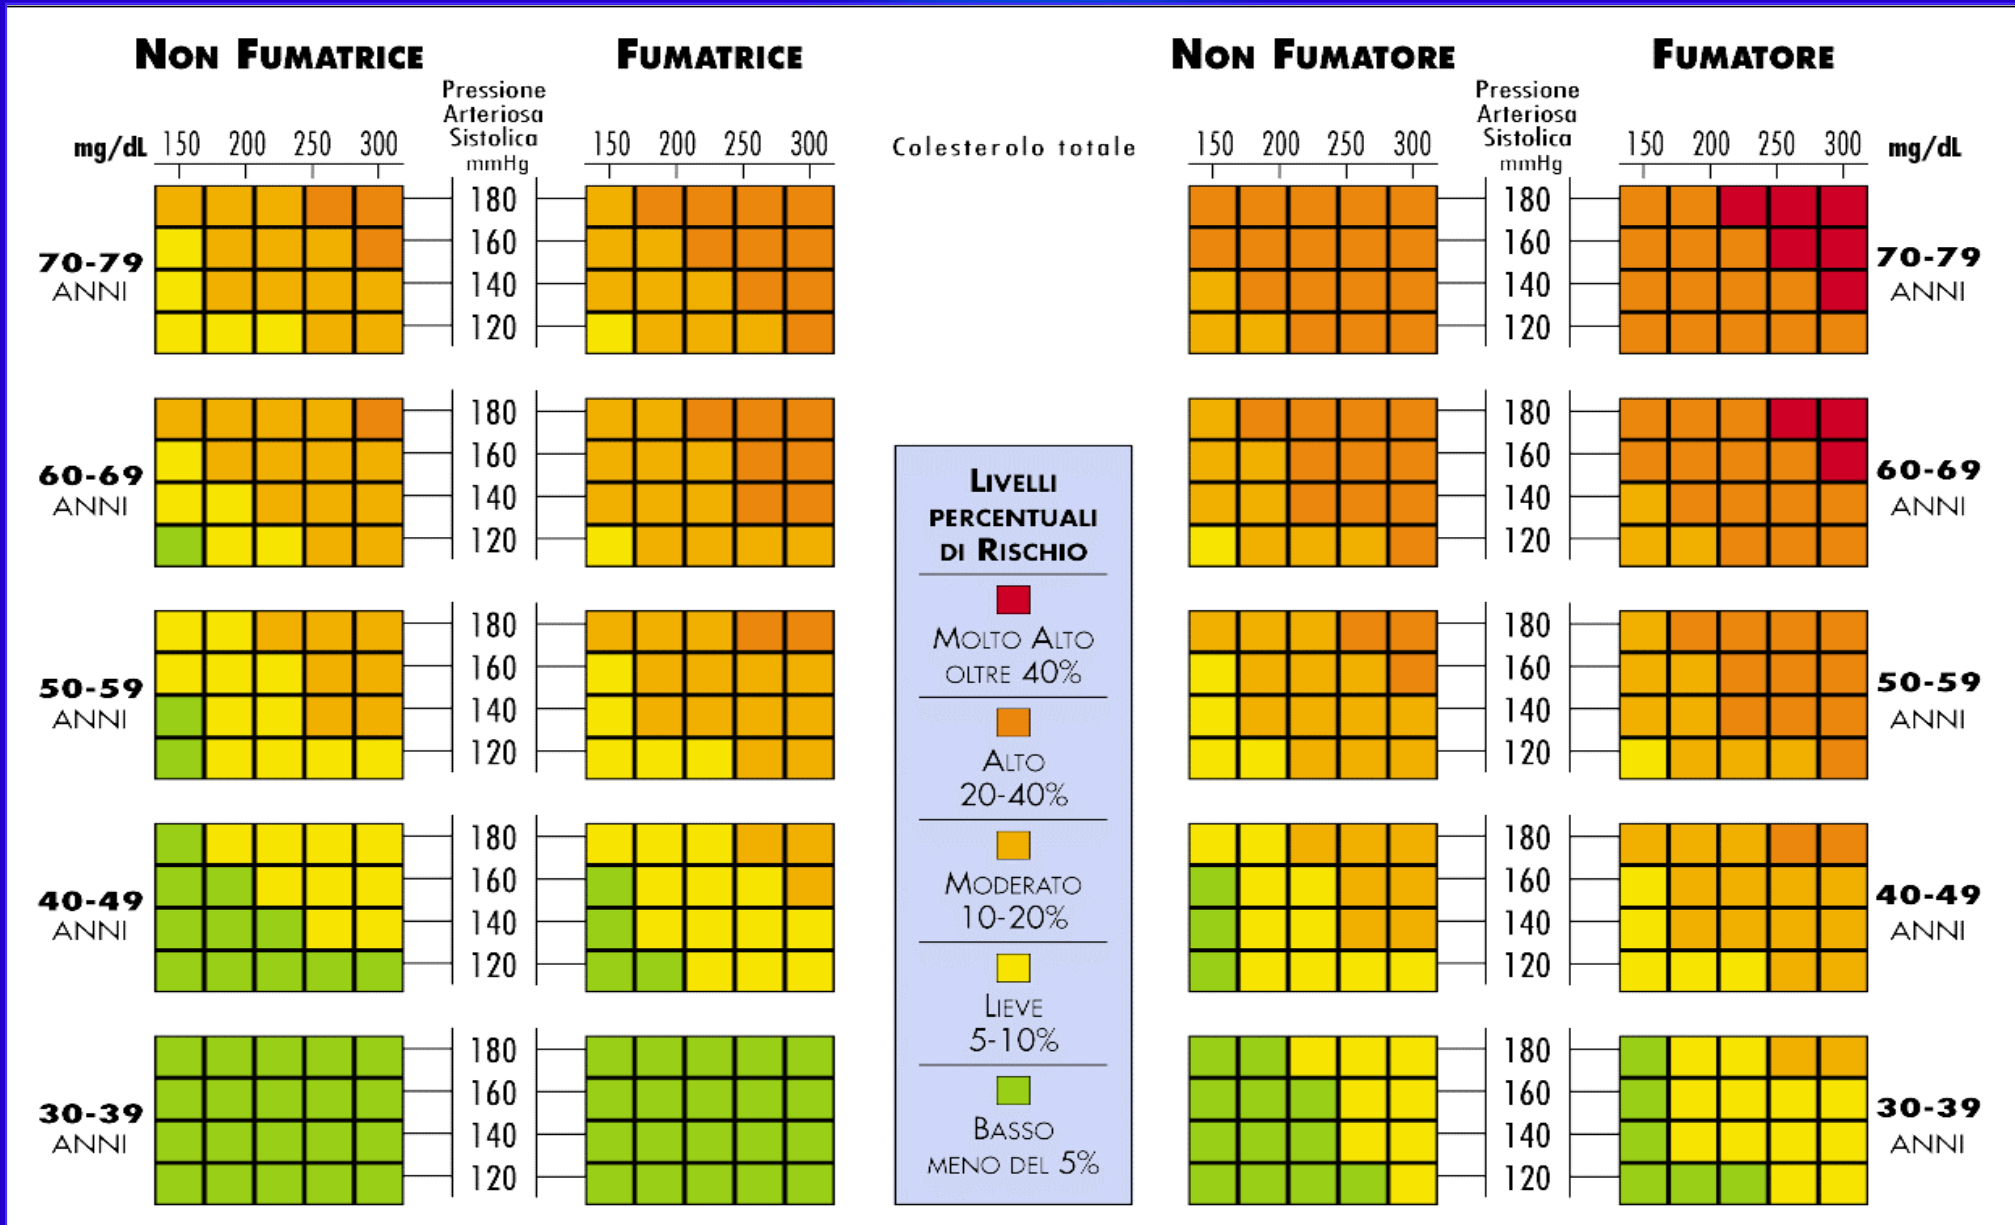 NON FUMATRICE
FUMATRICE
NON FUMATORE
FUMATORE
Pressione
Arteriosa
Sistolica
mmHg
Pressione
Arteriosa
Sistolica
mmHg
mg/dL 150 200 250 300
150 200 250 300
Colesterolo totale
150 200 250 300
150 200 250 300 mg/dL
70-79
ANNI
180
160
140
120
180
160
140
120
70-79
ANNI
60-69
ANNI
180
160
140
120
180
160
140
120
60-69
ANNI
50-59
ANNI
180
160
140
120
180
160
140
120
50-59
ANNI
40-49
ANNI
180
160
140
120
180
160
140
120
40-49
ANNI
30-39
ANNI
180
160
140
120
180
160
140
120
30-39
ANNI
LIVELLI
PERCENTUALI
DI RISCHIO
MOLTO ALTO
OLTRE 40%
ALTO
20-40%
MODERATO
10-20%
LIEVE
5-10%
BASSO
MENO DEL 5%